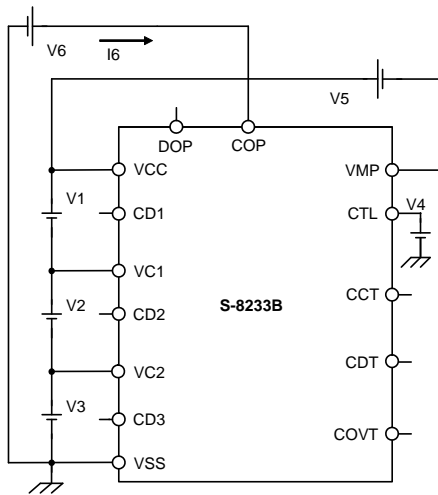 V6
I6
V5
DOP
COP
VCC
VMP
V1
CD1
CTL
V4
VC1
V2
S-8233B
CCT
CD2
VC2
CDT
V3
CD3
COVT
VSS